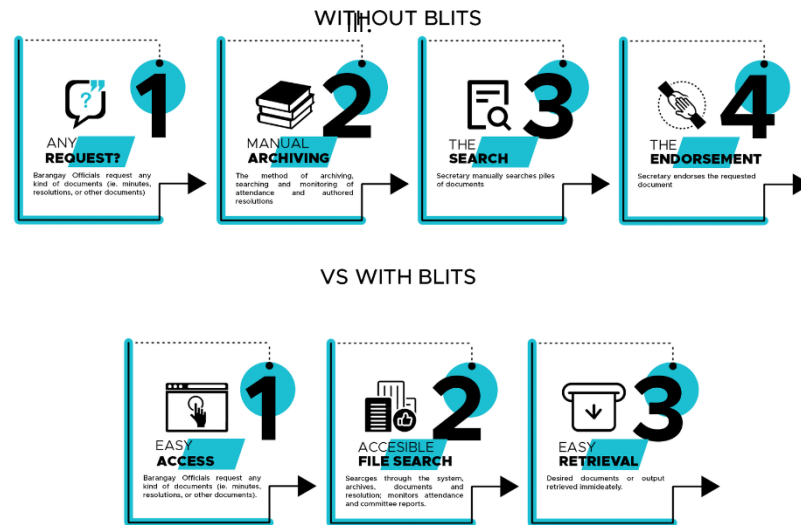 WITHOUT BLITS
III.
1
ANY
REQUEST?
Barangay Officials request any
kind of documents (ie. minutes,
resolutions, or other documents)
2
MANUAL
ARCHIVING
The method of archiving,
searching and monitoring of
attendance and authored
resolutions
3
THE
SEARCH
Secretary manually searches piles
of documents
4
THE
ENDORSEMENT
Secretary endorses the requested
document
VS WITH BLITS
1
EASY
ACCESS
Barangay Officials request any
kind of documents (ie. minutes,
resolutions, or other documents).
2
ACCESIBLE
FILE SEARCH
Searcges through the system,
archives, documents and
resolution; monitors attendance
and committee reports.
3
EASY
RETRIEVAL
Desired documents or output
retrieved immideately.